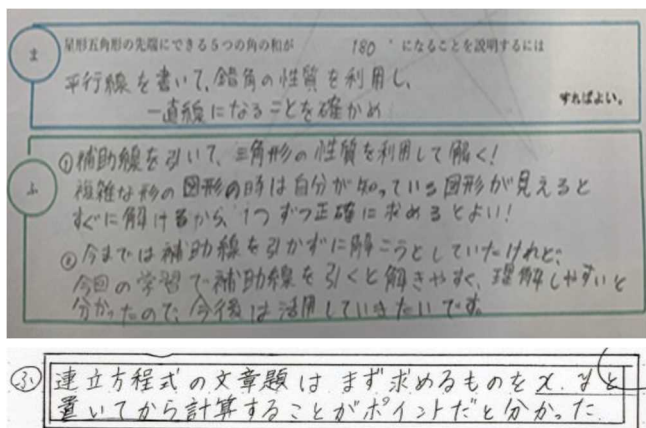 ま
星形五角形の先端にできる5つの角の和が 180°になることを説明するには
平行線を書いて、錯角の性質を利用し、
一直線になることを確かめ すればよい。
ふ
①補助線を引いて、三角形の性質を利用して解く!
複雑な形の図形の時は自分が知っている図形が見えると
すぐに解けるから1つずつ正確に求めるとよい!
②今までは補助線を引かずに解こうとしていたけれど、
今回の学習で補助線を引くと解きやすく、理解しやすいと
分かったので、今後は活用していきたいです。
ふ 連立方程式の文章題はまず求めるものをx.yと
置いてから計算することがポイントだと分かった.